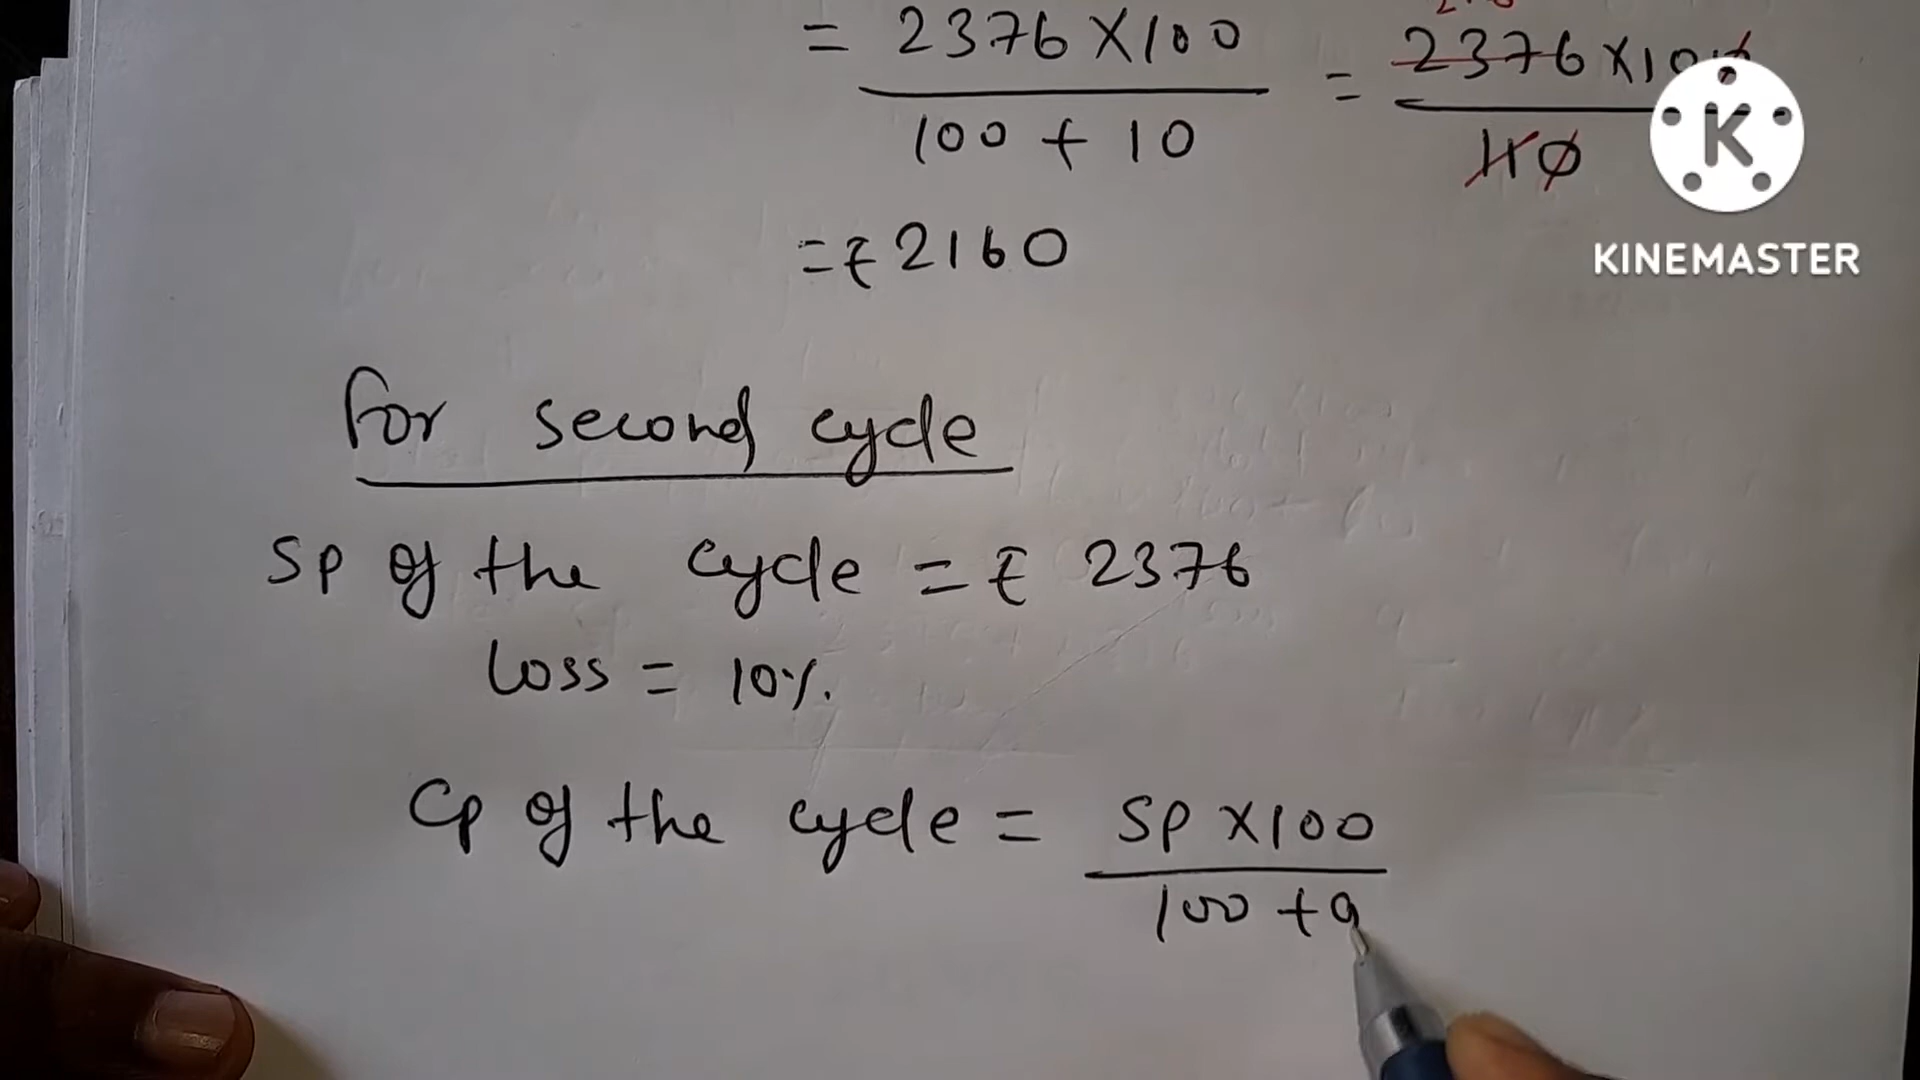 = 2376 X 100 = 2376 X 100
100 + 10 110
= ₹ 2160
KINEMASTER
for second cycle
SP of the cycle = ₹ 2376
loss = 10%.
CP of the cycle = SP X 100
100 + g